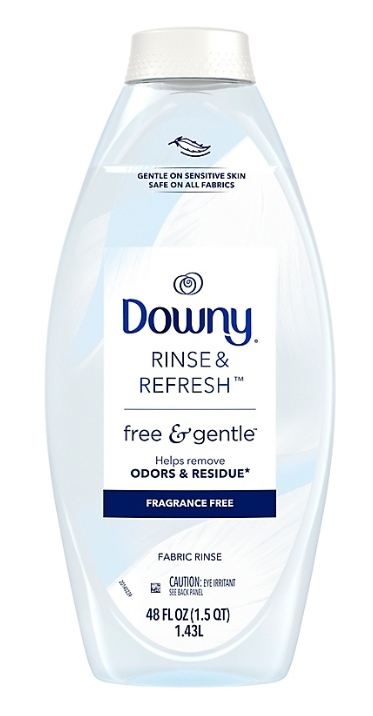 GENTLE ON SENSITIVE SKIN
SAFE ON ALL FABRICS
Downy®
RINSE &
REFRESH™
free & gentle™
Helps remove
ODORS & RESIDUE*
FRAGRANCE FREE
FABRIC RINSE
CAUTION: EYE IRRITANT
SEE BACK PANEL
48 FL OZ (1.5 QT)
1.43L